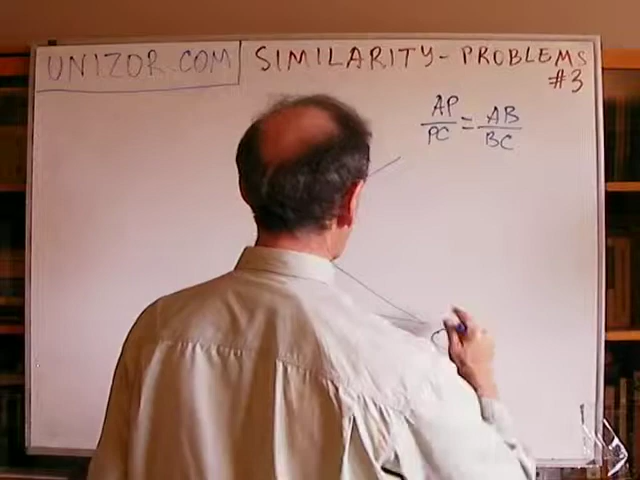 UNIZOR.COM
SIMILARITY - PROBLEMS
#3
AP/PC = AB/BC
C